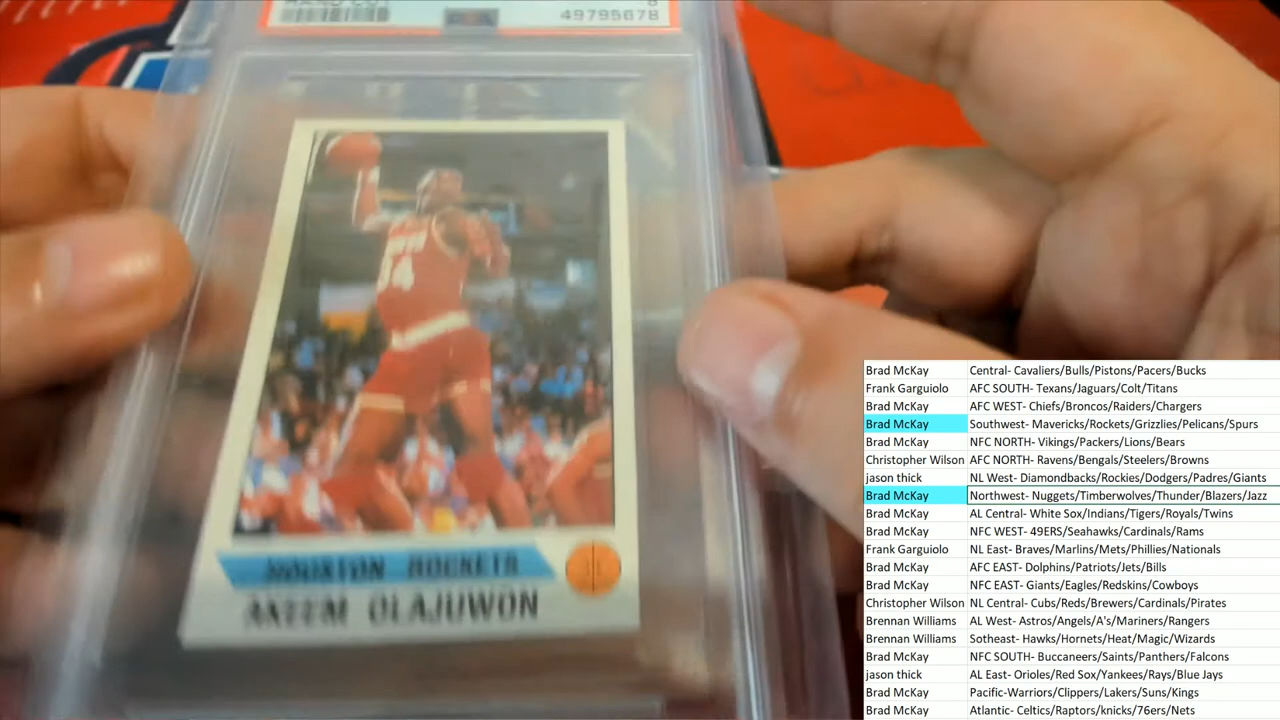 8
49795678
34
HOUSTON ROCKETS
AKEEM OLAJUWON
Brad McKay Central- Cavaliers/Bulls/Pistons/Pacers/Bucks
Frank Garguiolo AFC SOUTH- Texans/Jaguars/Colt/Titans
Brad McKay AFC WEST- Chiefs/Broncos/Raiders/Chargers
Brad McKay Southwest- Mavericks/Rockets/Grizzlies/Pelicans/Spurs
Brad McKay NFC NORTH- Vikings/Packers/Lions/Bears
Christopher Wilson AFC NORTH- Ravens/Bengals/Steelers/Browns
jason thick NL West- Diamondbacks/Rockies/Dodgers/Padres/Giants
Brad McKay Northwest- Nuggets/Timberwolves/Thunder/Blazers/Jazz
Brad McKay AL Central- White Sox/Indians/Tigers/Royals/Twins
Brad McKay NFC WEST- 49ERS/Seahawks/Cardinals/Rams
Frank Garguiolo NL East- Braves/Marlins/Mets/Phillies/Nationals
Brad McKay AFC EAST- Dolphins/Patriots/Jets/Bills
Brad McKay NFC EAST- Giants/Eagles/Redskins/Cowboys
Christopher Wilson NL Central- Cubs/Reds/Brewers/Cardinals/Pirates
Brennan Williams AL West- Astros/Angels/A's/Mariners/Rangers
Brennan Williams Sotheast- Hawks/Hornets/Heat/Magic/Wizards
Brad McKay NFC SOUTH- Buccaneers/Saints/Panthers/Falcons
jason thick AL East- Orioles/Red Sox/Yankees/Rays/Blue Jays
Brad McKay Pacific-Warriors/Clippers/Lakers/Suns/Kings
Brad McKay Atlantic- Celtics/Raptors/knicks/76ers/Nets